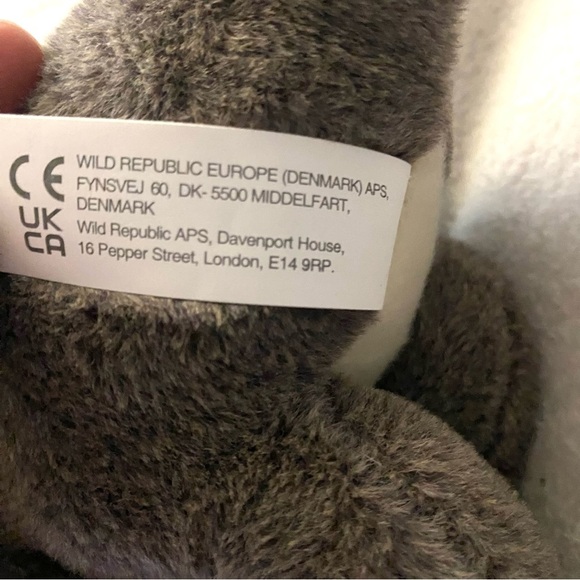 CE
UK
CA
WILD REPUBLIC EUROPE (DENMARK) APS,
FYNSVEJ 60, DK- 5500 MIDDELFART,
DENMARK
Wild Republic APS, Davenport House,
16 Pepper Street, London, E14 9RP.